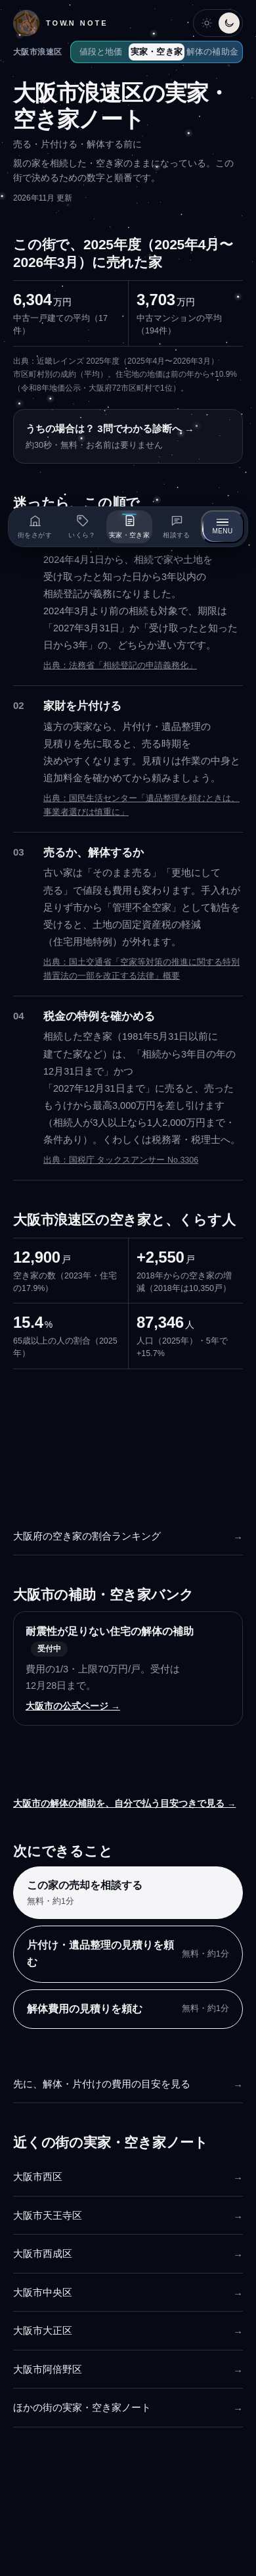 TOWN NOTE
大阪市浪速区
値段と地価
実家・空き家
解体の補助金
大阪市浪速区の実家・
空き家ノート
売る・片付ける・解体する前に
親の家を相続した・空き家のままになっている。この
街で決めるための数字と順番です。
2026年11月 更新
この街で、2025年度（2025年4月〜
2026年3月）に売れた家
6,304万円
中古一戸建ての平均（17
件）
3,703万円
中古マンションの平均
（194件）
出典：近畿レインズ 2025年度（2025年4月〜2026年3月）・
市区町村別の成約（平均）。住宅地の地価は前の年から+10.9%
（令和8年地価公示・大阪府72市区町村で1位）。
うちの場合は？ 3問でわかる診断へ →
約30秒・無料・お名前は要りません
迷ったら、この順で
街をさがす
いくら？
実家・空き家
相談する
MENU
2024年4月1日から、相続で家や土地を
受け取ったと知った日から3年以内の
相続登記が義務になりました。
2024年3月より前の相続も対象で、期限は
「2027年3月31日」か「受け取ったと知った
日から3年」の、どちらか遅い方です。
出典：法務省「相続登記の申請義務化」
02
家財を片付ける
遠方の実家なら、片付け・遺品整理の
見積りを先に取ると、売る時期を
決めやすくなります。見積りは作業の中身と
追加料金を確かめてから頼みましょう。
出典：国民生活センター「遺品整理を頼むときは、
事業者選びは慎重に」
03
売るか、解体するか
古い家は「そのまま売る」「更地にして
売る」で値段も費用も変わります。手入れが
足りず市から「管理不全空家」として勧告を
受けると、土地の固定資産税の軽減
（住宅用地特例）が外れます。
出典：国土交通省「空家等対策の推進に関する特別
措置法の一部を改正する法律」概要
04
税金の特例を確かめる
相続した空き家（1981年5月31日以前に
建てた家など）は、「相続から3年目の年の
12月31日まで」かつ
「2027年12月31日まで」に売ると、売った
もうけから最高3,000万円を差し引けます
（相続人が3人以上なら1人2,000万円まで・
条件あり）。くわしくは税務署・税理士へ。
出典：国税庁 タックスアンサー No.3306
大阪市浪速区の空き家と、くらす人
12,900戸
空き家の数（2023年・住宅
の17.9%）
+2,550戸
2018年からの空き家の増
減（2018年は10,350戸）
15.4%
65歳以上の人の割合（2025
年）
87,346人
人口（2025年）・5年で
+15.7%
大阪府の空き家の割合ランキング →
大阪市の補助・空き家バンク
耐震性が足りない住宅の解体の補助
受付中
費用の1/3・上限70万円/戸。受付は
12月28日まで。
大阪市の公式ページ →
大阪市の解体の補助を、自分で払う目安つきで見る →
次にできること
この家の売却を相談する
無料・約1分
片付け・遺品整理の見積りを頼
む
無料・約1分
解体費用の見積りを頼む
無料・約1分
先に、解体・片付けの費用の目安を見る →
近くの街の実家・空き家ノート
大阪市西区 →
大阪市天王寺区 →
大阪市西成区 →
大阪市中央区 →
大阪市大正区 →
大阪市阿倍野区 →
ほかの街の実家・空き家ノート →